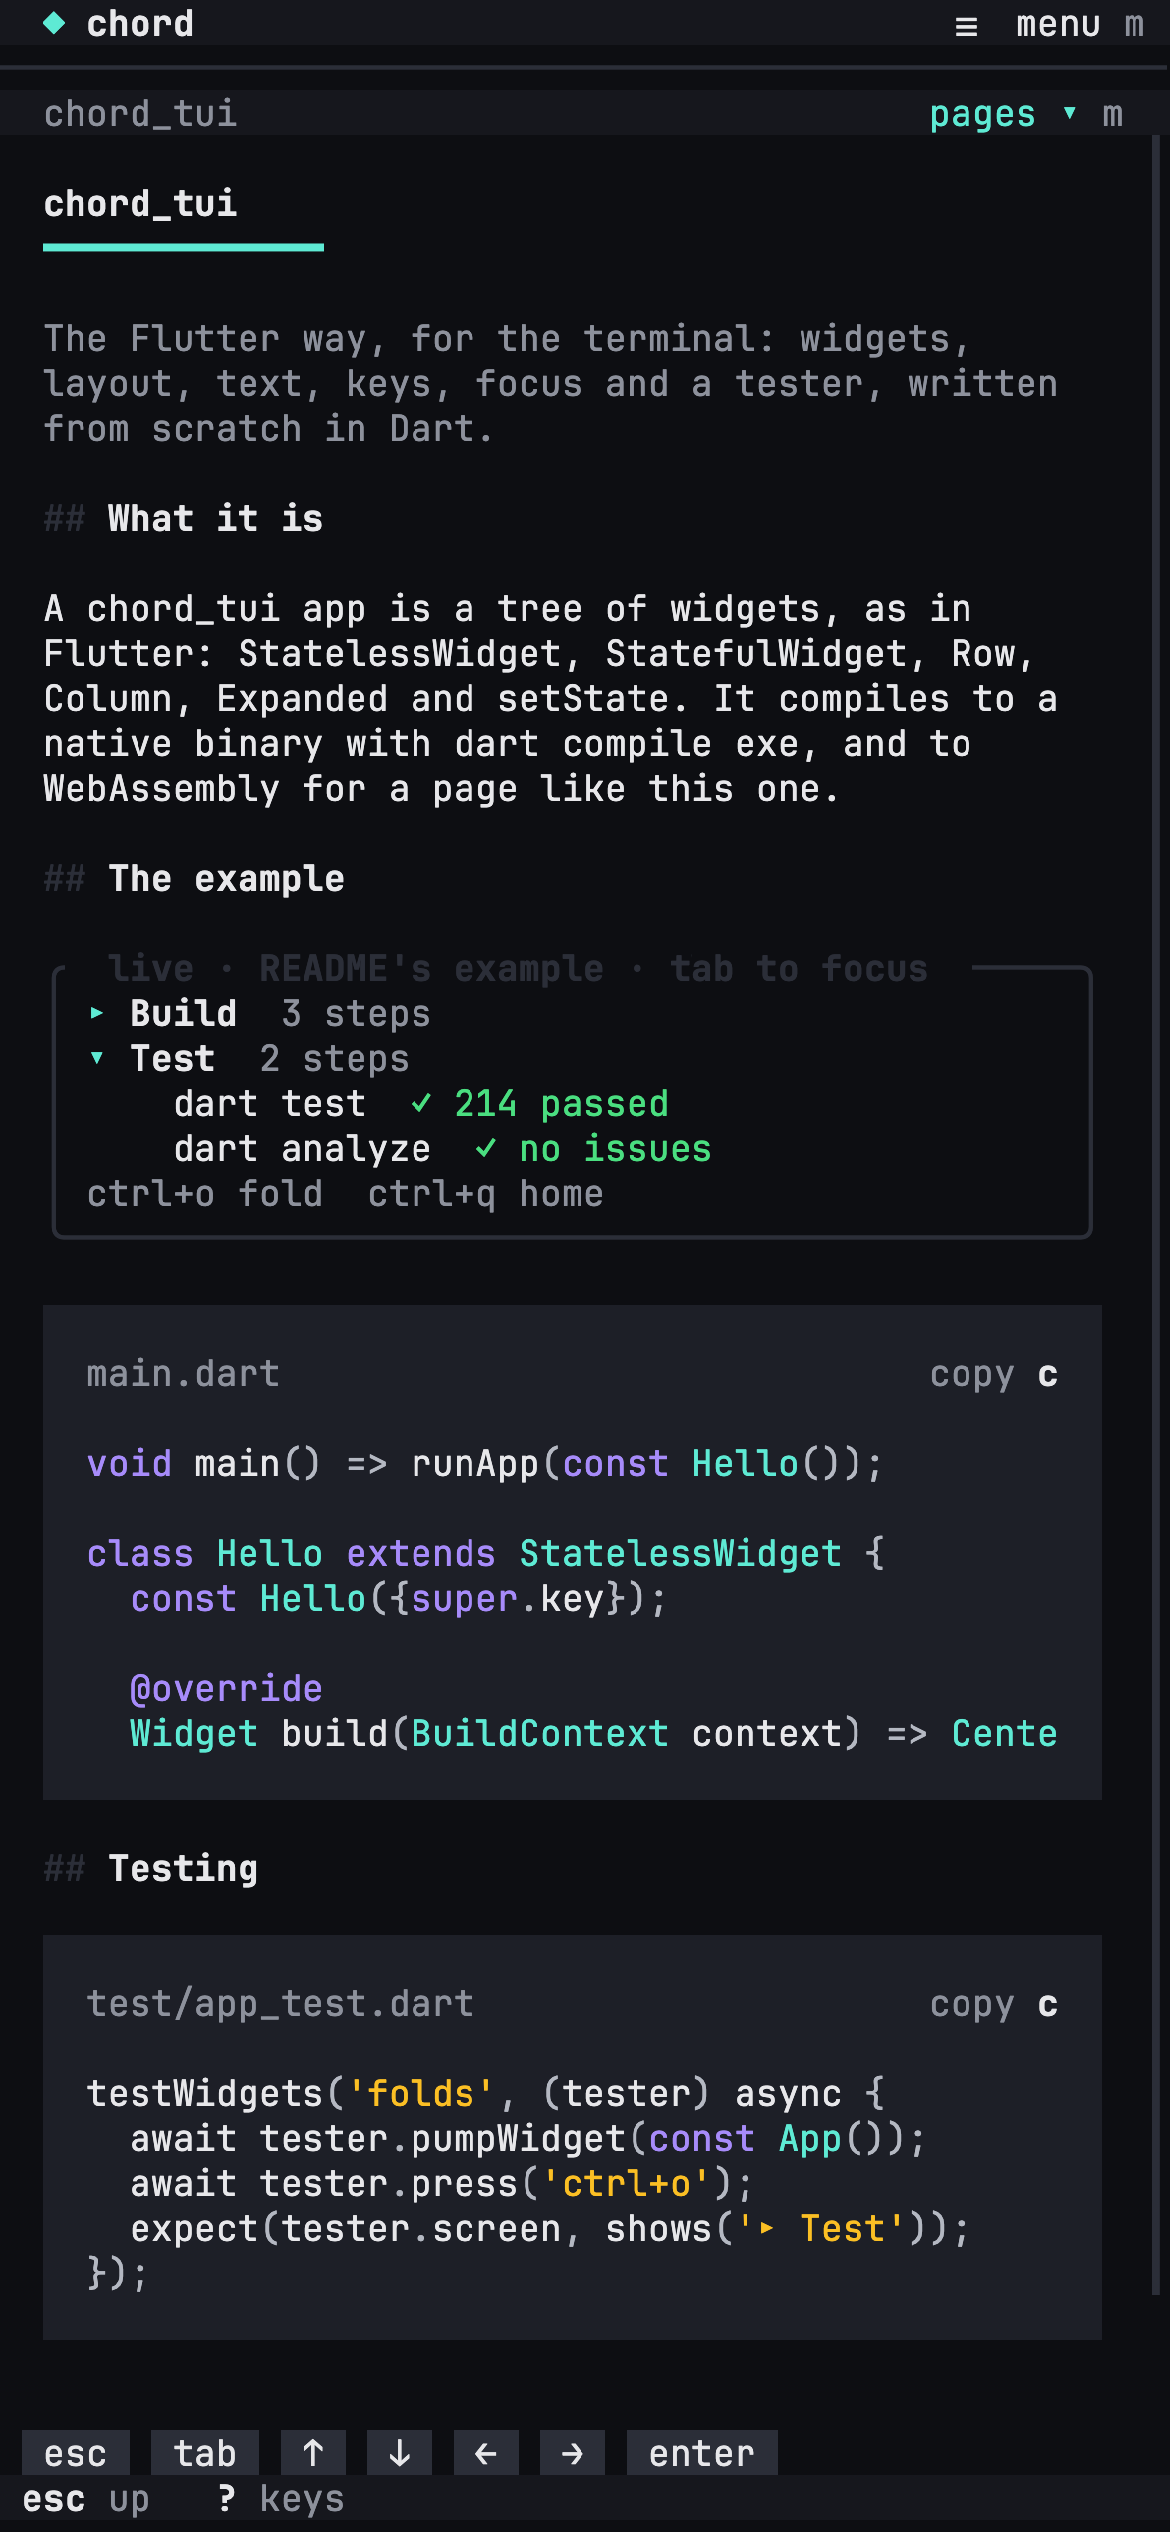 ◆ chord ≡ menu m
chord_tui pages ▾ m
chord_tui
The Flutter way, for the terminal: widgets,
layout, text, keys, focus and a tester, written
from scratch in Dart.
## What it is
A chord_tui app is a tree of widgets, as in
Flutter: StatelessWidget, StatefulWidget, Row,
Column, Expanded and setState. It compiles to a
native binary with dart compile exe, and to
WebAssembly for a page like this one.
## The example
live · README's example · tab to focus
▸ Build 3 steps
▾ Test 2 steps
dart test ✓ 214 passed
dart analyze ✓ no issues
ctrl+o fold ctrl+q home
main.dart copy c
void main() => runApp(const Hello());
class Hello extends StatelessWidget {
const Hello({super.key});
@override
Widget build(BuildContext context) => Cente
## Testing
test/app_test.dart copy c
testWidgets('folds', (tester) async {
await tester.pumpWidget(const App());
await tester.press('ctrl+o');
expect(tester.screen, shows('▸ Test'));
});
esc tab ↑ ↓ ← → enter
esc up ? keys